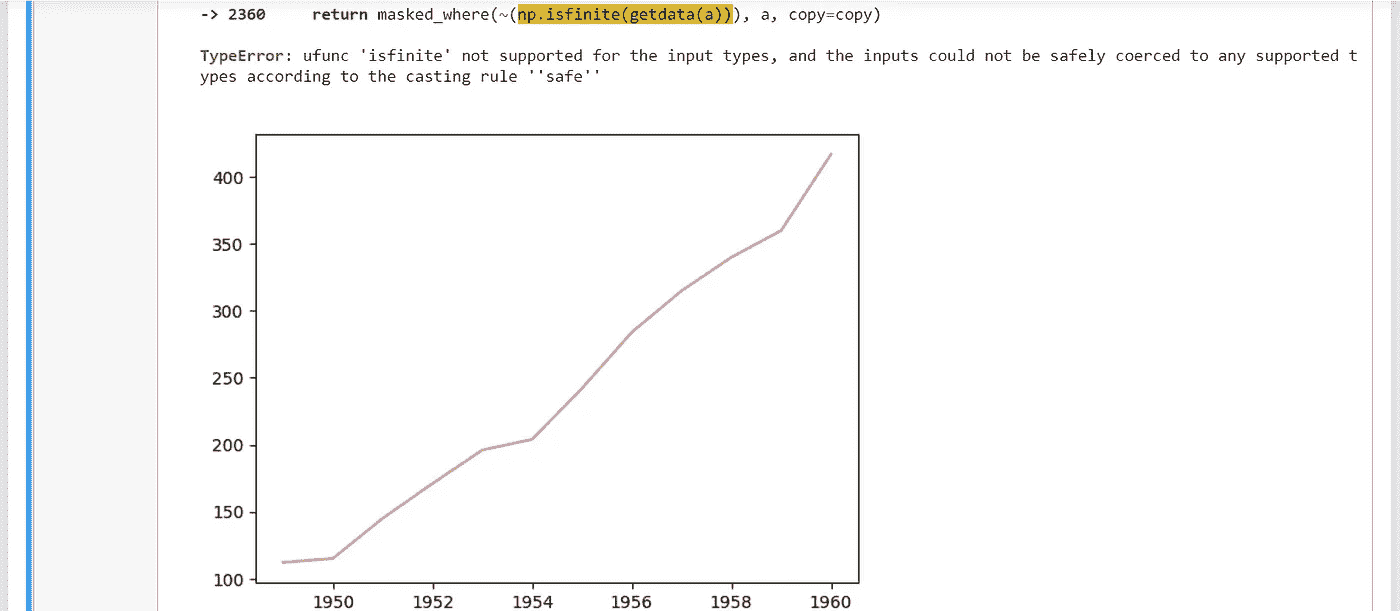 -> 2360     return masked_where(~(np.isfinite(getdata(a))), a, copy=copy)
TypeError: ufunc 'isfinite' not supported for the input types, and the inputs could not be safely coerced to any supported t
ypes according to the casting rule ''safe''
400
350
300
250
200
150
100
1950 1952 1954 1956 1958 1960